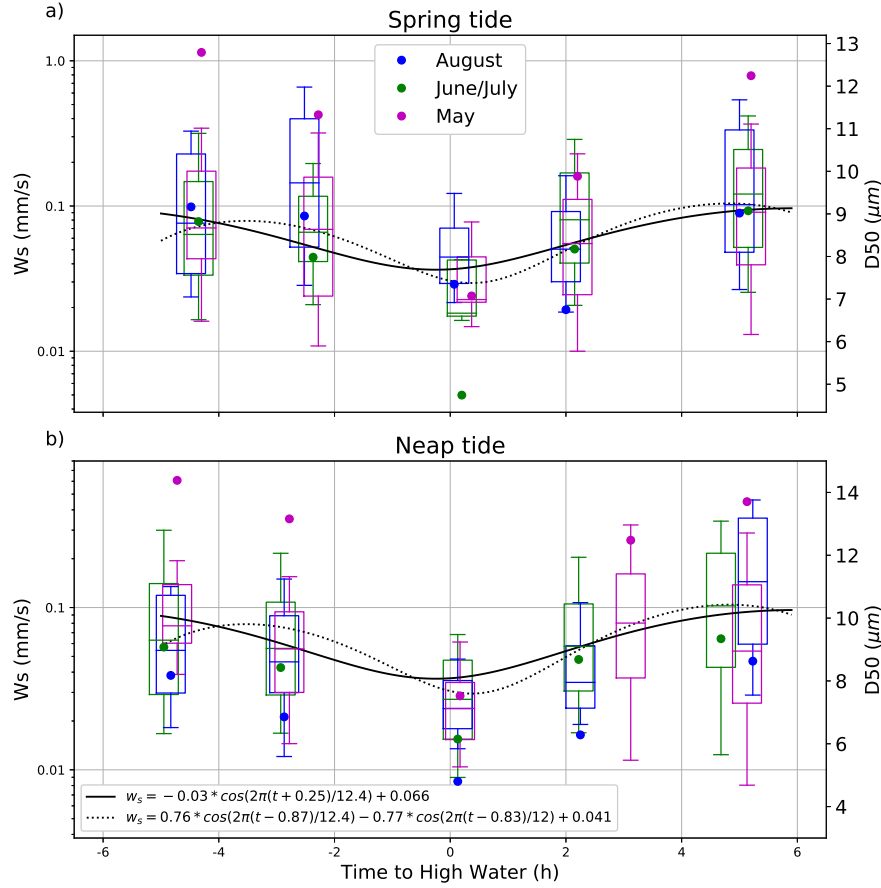 a)
Spring tide
August
June/July
May
1.0
0.1
0.01
Ws (mm/s)
13
12
11
10
9
8
7
6
5
D50 (μm)
b)
Neap tide
0.1
0.01
Ws (mm/s)
14
12
10
8
6
4
D50 (μm)
w_s = −0.03 * cos(2π(t + 0.25)/12.4) + 0.066
w_s = 0.76 * cos(2π(t − 0.87)/12.4) − 0.77 * cos(2π(t − 0.83)/12) + 0.041
-6 -4 -2 0 2 4 6
Time to High Water (h)